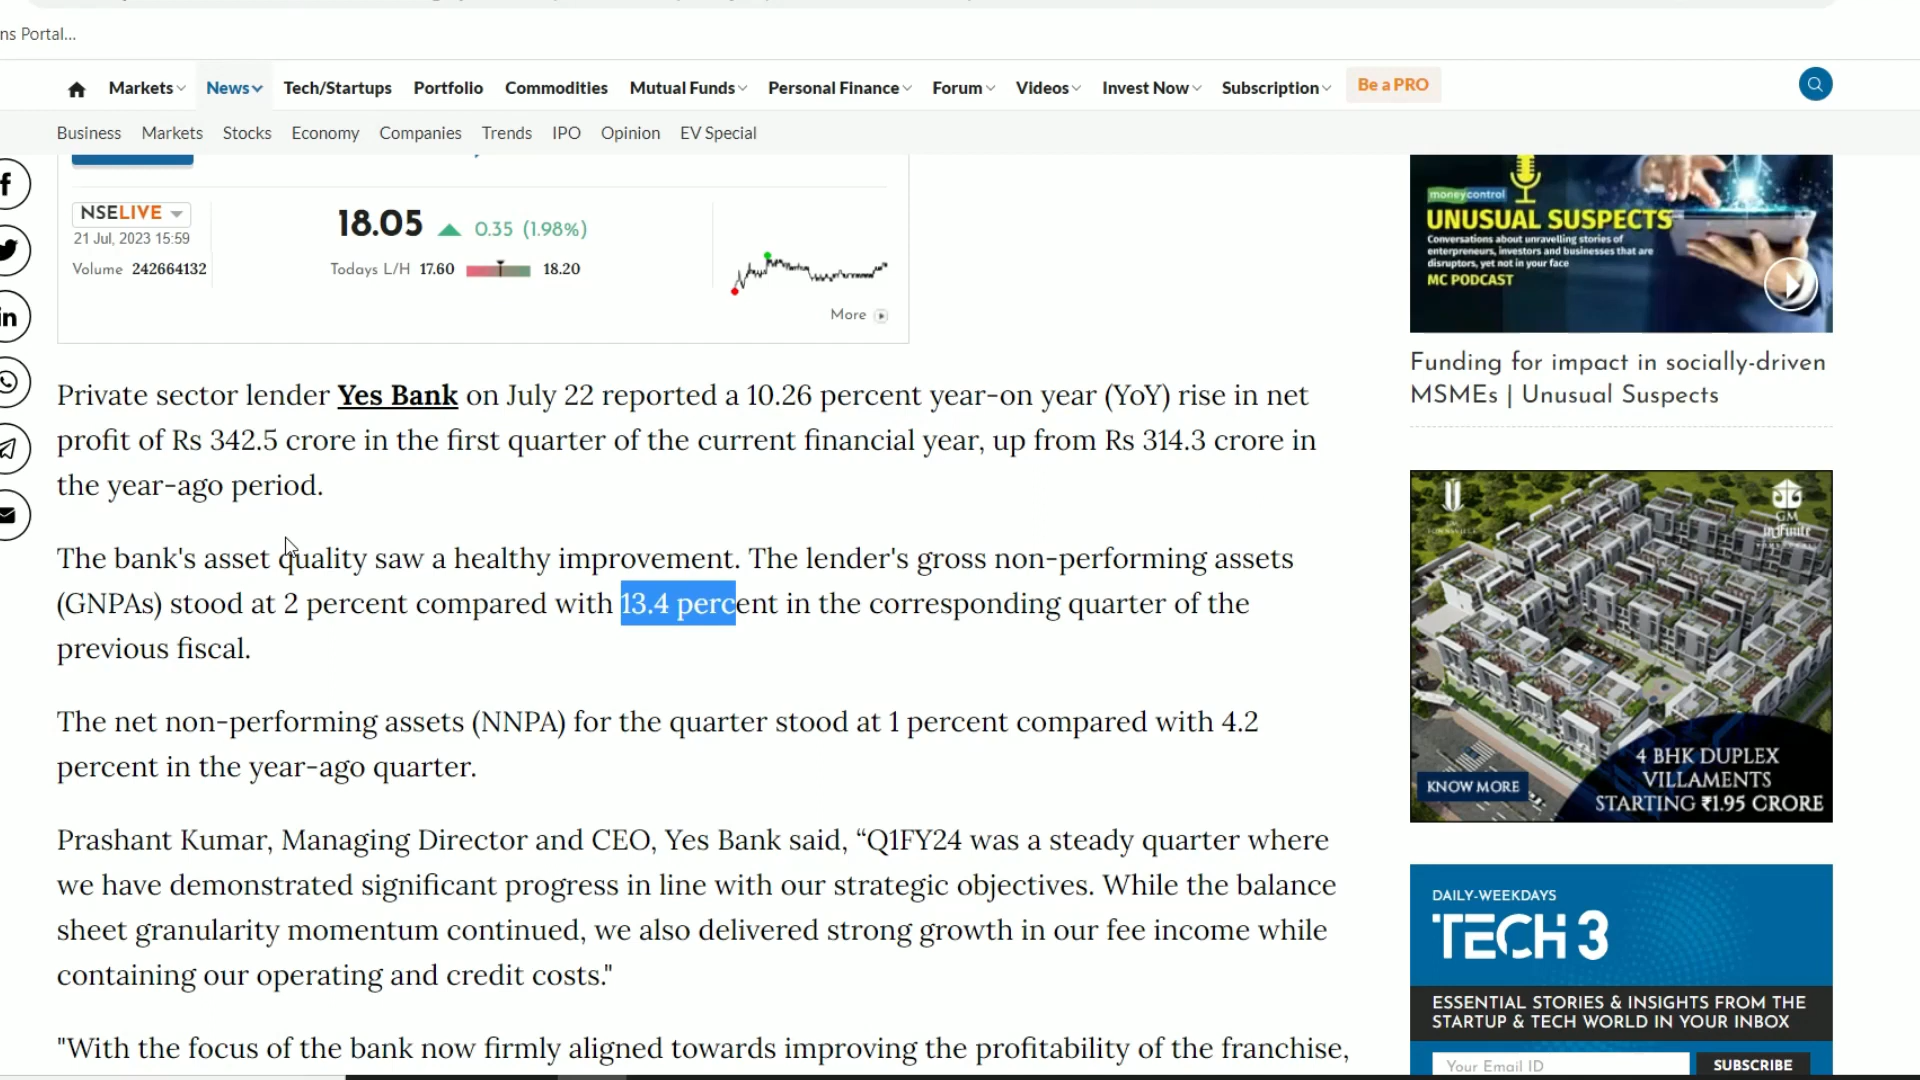 ns Portal...
Markets News Tech/Startups Portfolio Commodities Mutual Funds Personal Finance Forum Videos Invest Now Subscription Be a PRO
Business Markets Stocks Economy Companies Trends IPO Opinion EV Special
NSELIVE
21 Jul, 2023 15:59
Volume 242664132
18.05 0.35 (1.98%)
Todays L/H 17.60 18.20
More
Private sector lender Yes Bank on July 22 reported a 10.26 percent year-on year (YoY) rise in net
profit of Rs 342.5 crore in the first quarter of the current financial year, up from Rs 314.3 crore in
the year-ago period.
The bank's asset quality saw a healthy improvement. The lender's gross non-performing assets
(GNPAs) stood at 2 percent compared with 13.4 percent in the corresponding quarter of the
previous fiscal.
The net non-performing assets (NNPA) for the quarter stood at 1 percent compared with 4.2
percent in the year-ago quarter.
Prashant Kumar, Managing Director and CEO, Yes Bank said, “Q1FY24 was a steady quarter where
we have demonstrated significant progress in line with our strategic objectives. While the balance
sheet granularity momentum continued, we also delivered strong growth in our fee income while
containing our operating and credit costs."
"With the focus of the bank now firmly aligned towards improving the profitability of the franchise,
moneycontrol
UNUSUAL SUSPECTS
Conversations about unravelling stories of
enterpreneurs, investors and businesses that are
disruptors, yet not in your face
MC PODCAST
Funding for impact in socially-driven
MSMEs | Unusual Suspects
GM
infinite
KNOW MORE
4 BHK DUPLEX
VILLAMENTS
STARTING ₹1.95 CRORE
DAILY-WEEKDAYS
TECH 3
ESSENTIAL STORIES & INSIGHTS FROM THE
STARTUP & TECH WORLD IN YOUR INBOX
Your Email ID SUBSCRIBE